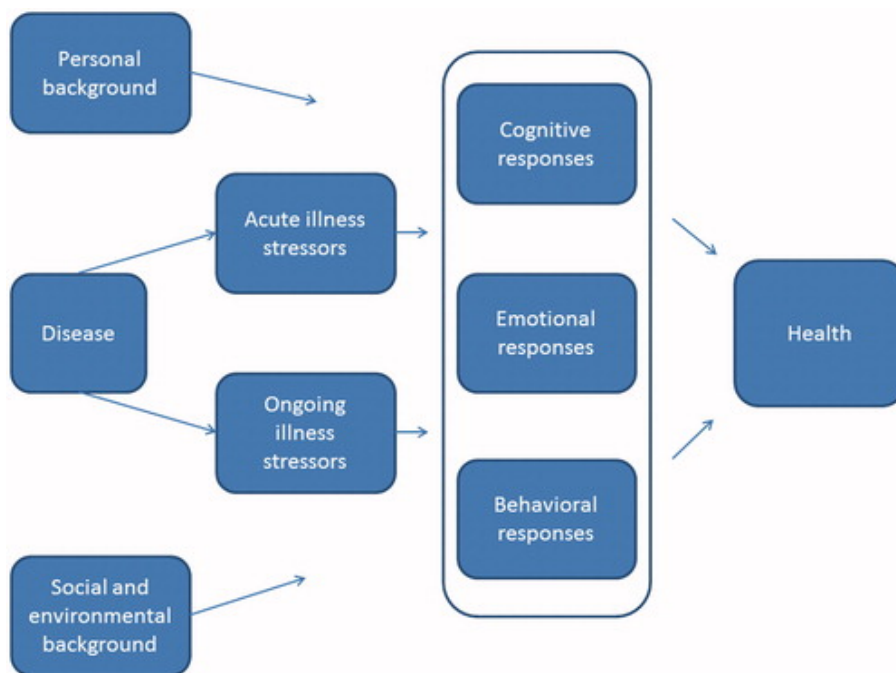 Personal
background
Acute illness
stressors
Disease
Ongoing
illness
stressors
Social and
environmental
background
Cognitive
responses
Emotional
responses
Behavioral
responses
Health